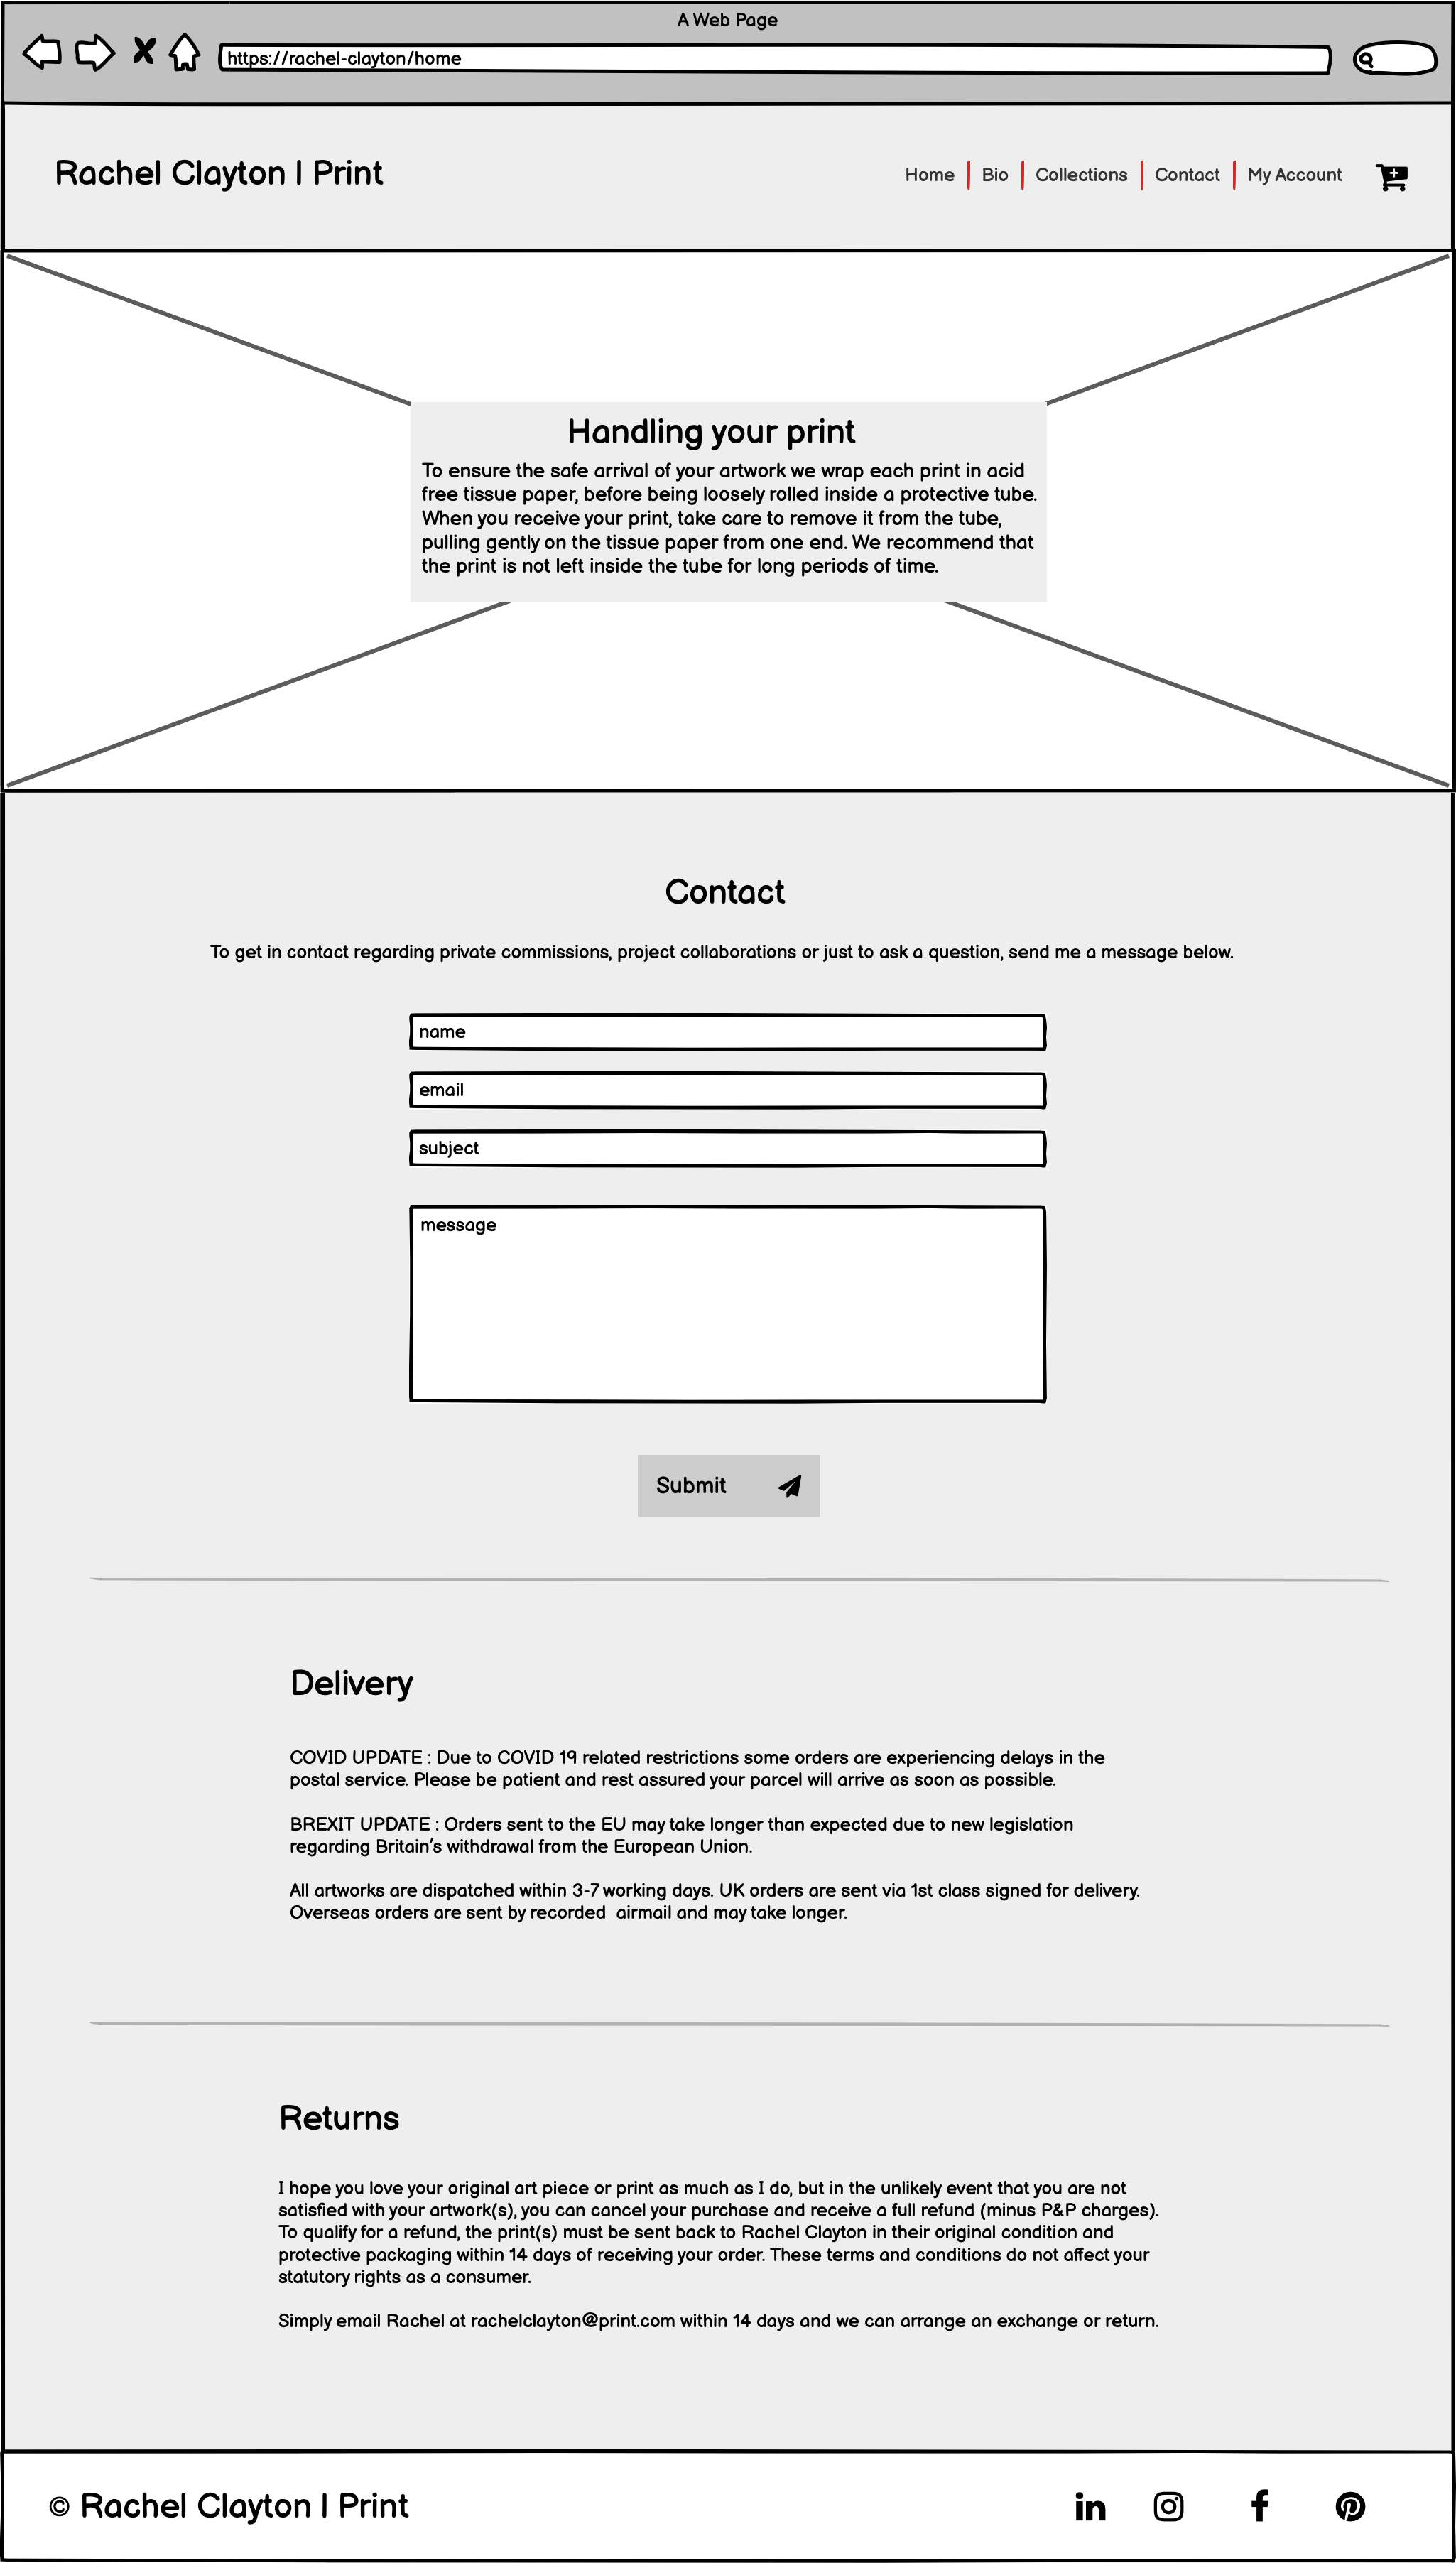 A Web Page
https://rachel-clayton/home
Rachel Clayton | Print
Home | Bio | Collections | Contact | My Account
Handling your print
To ensure the safe arrival of your artwork we wrap each print in acid
free tissue paper, before being loosely rolled inside a protective tube.
When you receive your print, take care to remove it from the tube,
pulling gently on the tissue paper from one end. We recommend that
the print is not left inside the tube for long periods of time.
Contact
To get in contact regarding private commissions, project collaborations or just to ask a question, send me a message below.
name
email
subject
message
Submit
Delivery
COVID UPDATE : Due to COVID 19 related restrictions some orders are experiencing delays in the
postal service. Please be patient and rest assured your parcel will arrive as soon as possible.
BREXIT UPDATE : Orders sent to the EU may take longer than expected due to new legislation
regarding Britain's withdrawal from the European Union.
All artworks are dispatched within 3-7 working days. UK orders are sent via 1st class signed for delivery.
Overseas orders are sent by recorded  airmail and may take longer.
Returns
I hope you love your original art piece or print as much as I do, but in the unlikely event that you are not
satisfied with your artwork(s), you can cancel your purchase and receive a full refund (minus P&P charges).
To qualify for a refund, the print(s) must be sent back to Rachel Clayton in their original condition and
protective packaging within 14 days of receiving your order. These terms and conditions do not affect your
statutory rights as a consumer.
Simply email Rachel at rachelclayton@print.com within 14 days and we can arrange an exchange or return.
© Rachel Clayton | Print